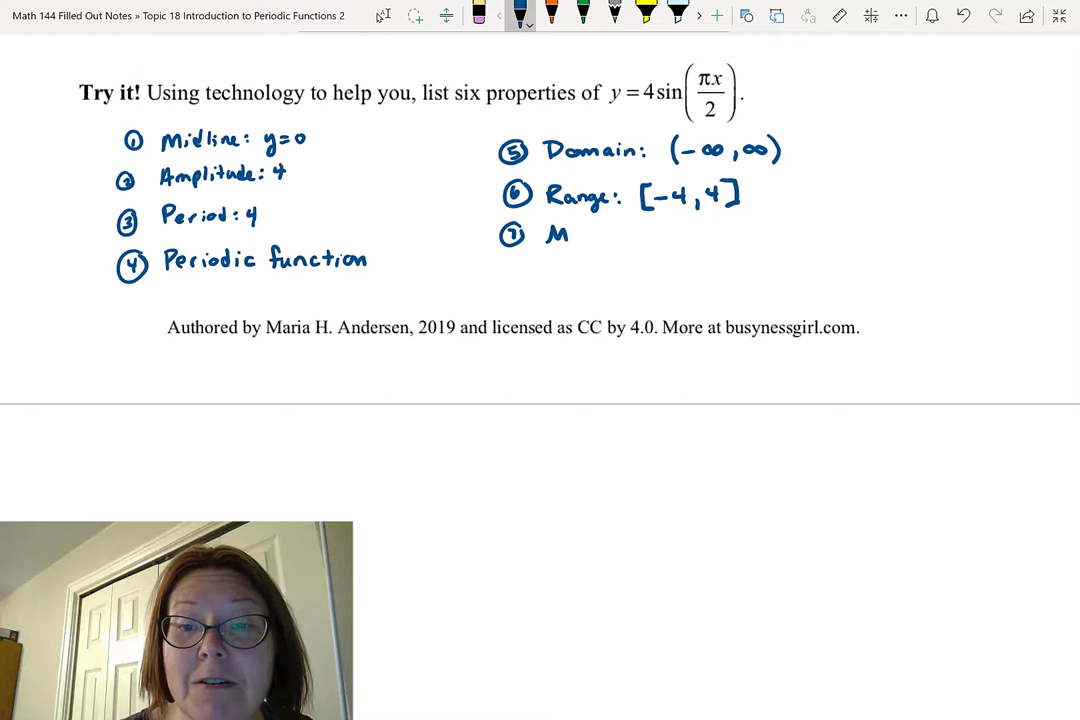 Math 144 Filled Out Notes » Topic 18 Introduction to Periodic Functions 2
Try it! Using technology to help you, list six properties of y = 4 sin(πx/2).
① Midline: y=0
② Amplitude: 4
③ Period: 4
④ Periodic function
⑤ Domain: (-∞,∞)
⑥ Range: [-4,4]
⑦ M
Authored by Maria H. Andersen, 2019 and licensed as CC by 4.0. More at busynessgirl.com.